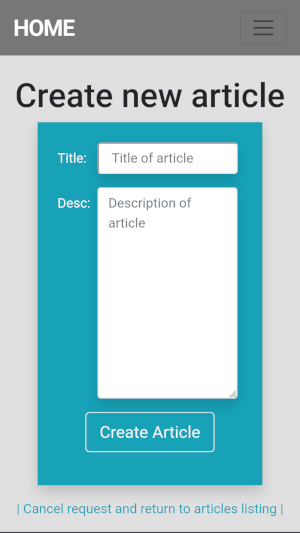 HOME
Create new article
Title: Title of article
Desc: Description of
article
Create Article
| Cancel request and return to articles listing |